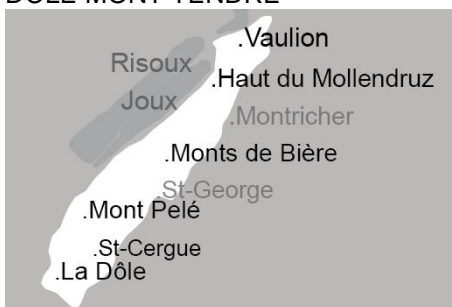 DOLE MONT TENDRE
.Vaulion
Risoux
.Haut du Mollendruz
Joux
.Montricher
.Monts de Bière
.St-George
.Mont Pelé
.St-Cergue
.La Dôle